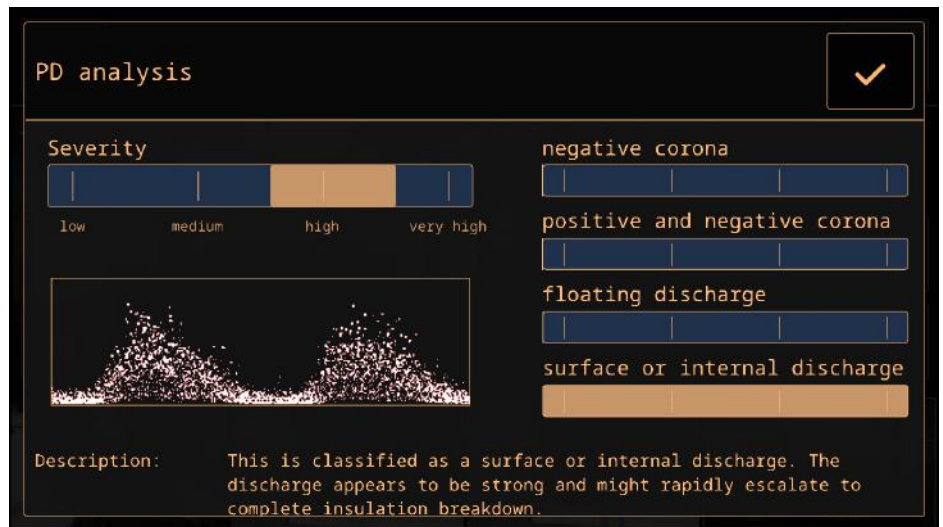 PD analysis
Severity
low medium high very high
negative corona
positive and negative corona
floating discharge
surface or internal discharge
Description: This is classified as a surface or internal discharge. The
discharge appears to be strong and might rapidly escalate to
complete insulation breakdown.